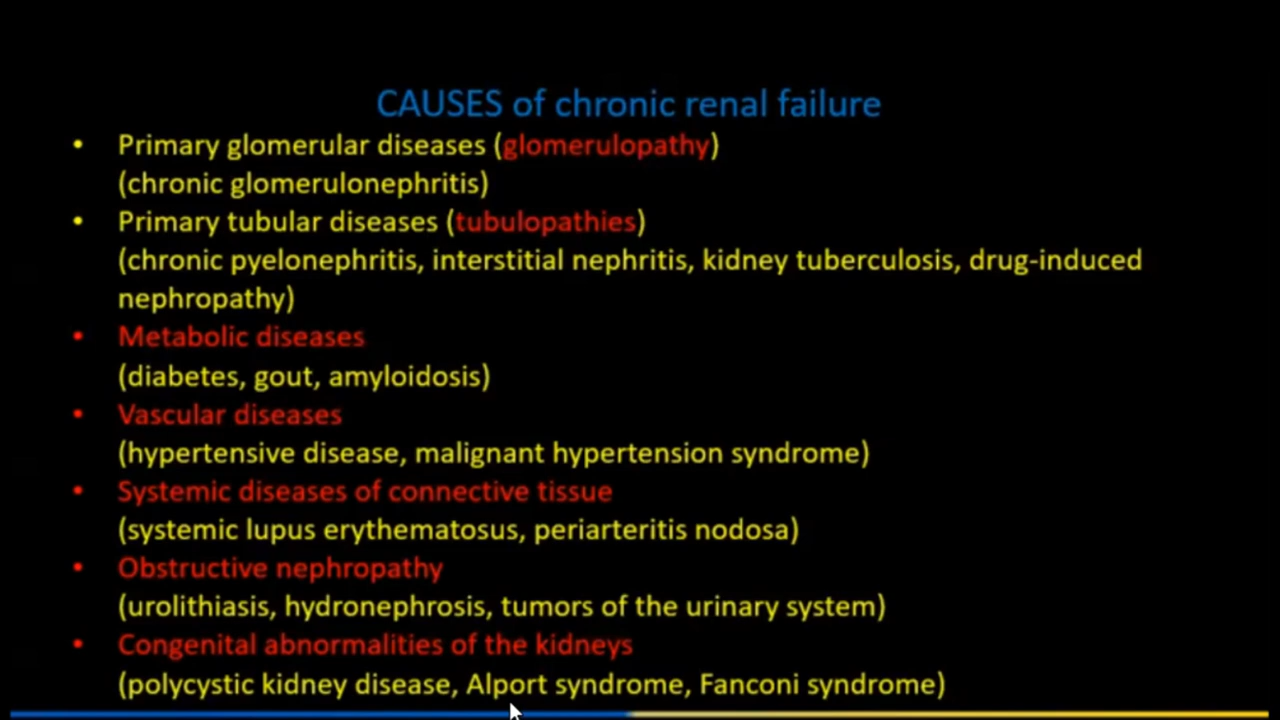 CAUSES of chronic renal failure
• Primary glomerular diseases (glomerulopathy)
(chronic glomerulonephritis)
• Primary tubular diseases (tubulopathies)
(chronic pyelonephritis, interstitial nephritis, kidney tuberculosis, drug-induced
nephropathy)
• Metabolic diseases
(diabetes, gout, amyloidosis)
• Vascular diseases
(hypertensive disease, malignant hypertension syndrome)
• Systemic diseases of connective tissue
(systemic lupus erythematosus, periarteritis nodosa)
• Obstructive nephropathy
(urolithiasis, hydronephrosis, tumors of the urinary system)
• Congenital abnormalities of the kidneys
(polycystic kidney disease, Alport syndrome, Fanconi syndrome)